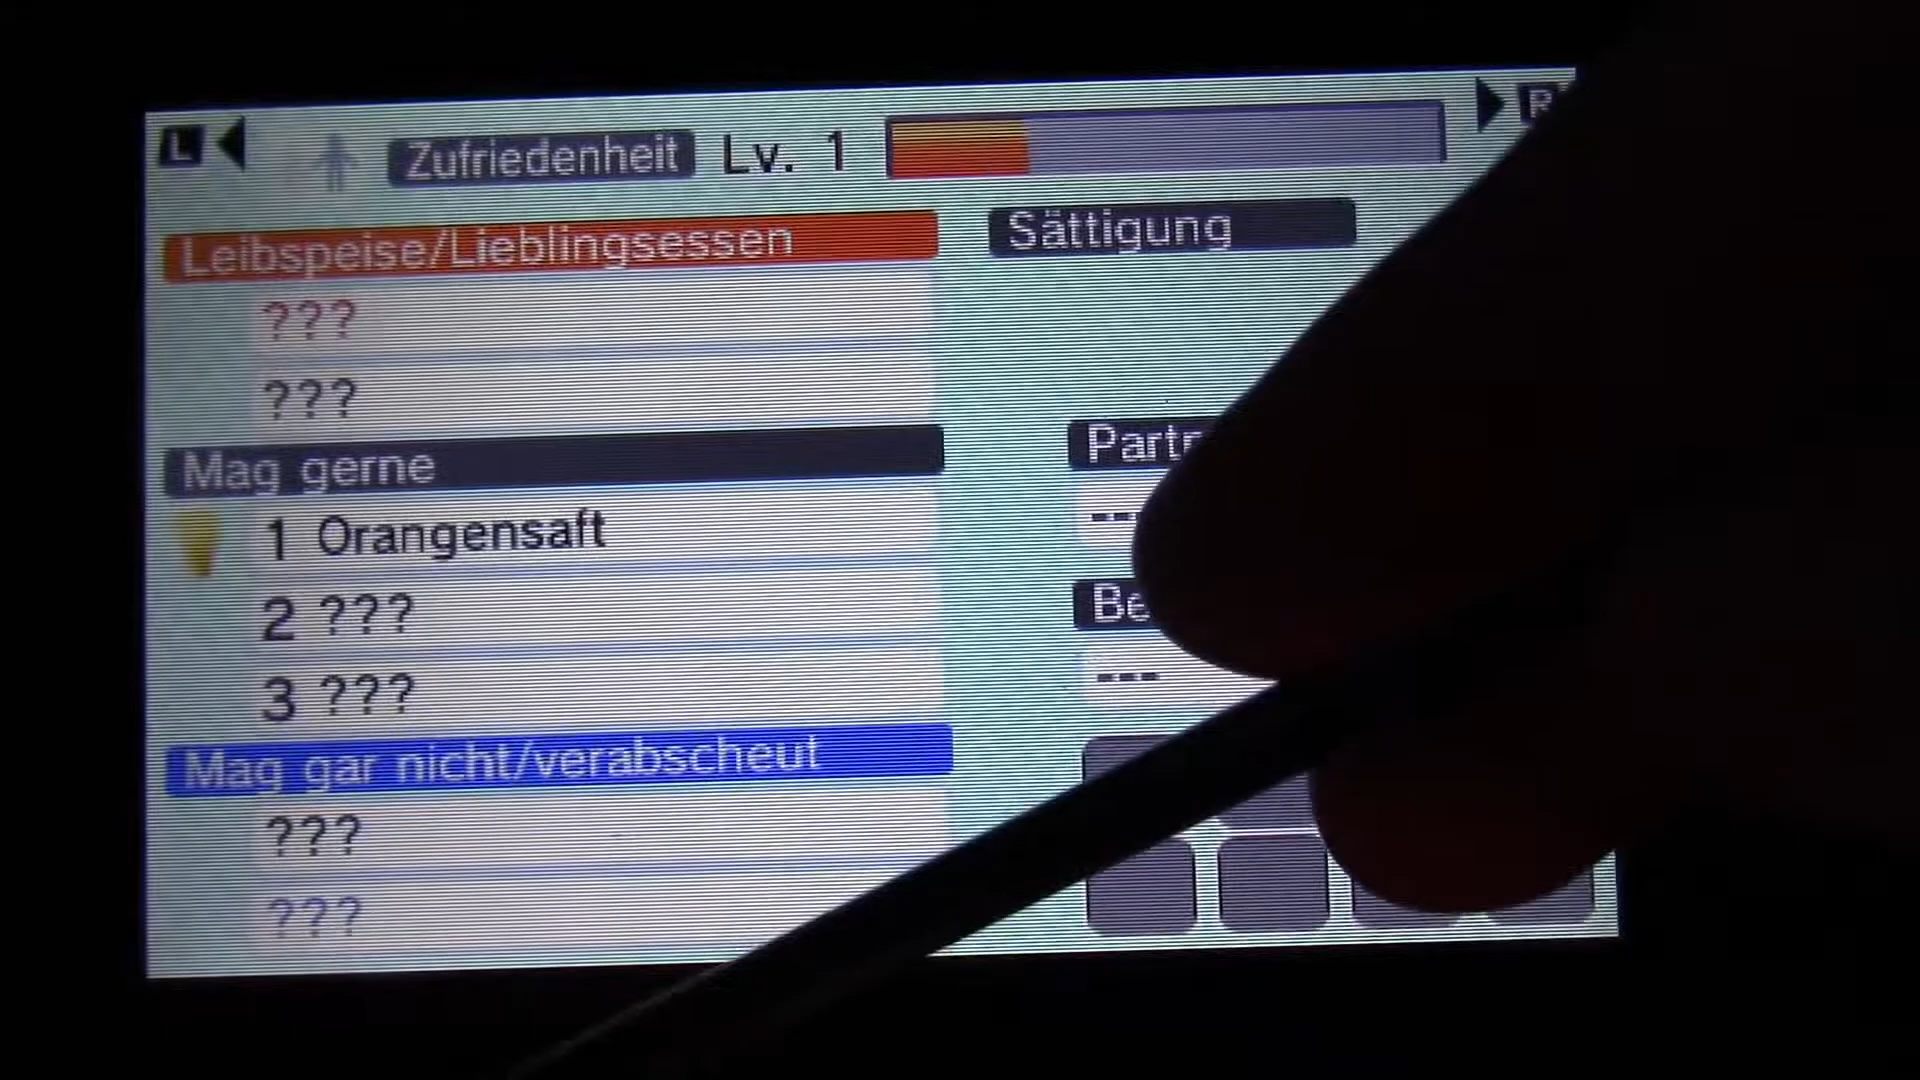 L
Zufriedenheit Lv. 1
R
Leibspeise/Lieblingsessen
Sättigung
???
???
Mag gerne
1 Orangensaft
2 ???
3 ???
Mag gar nicht/verabscheut
???
???
---